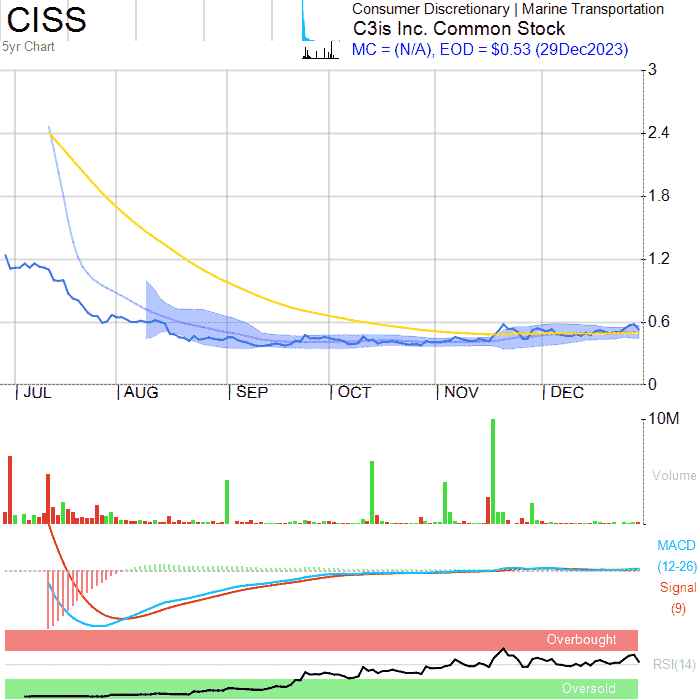 CISS
5yr Chart
Consumer Discretionary | Marine Transportation
C3is Inc. Common Stock
MC = (N/A), EOD = $0.53 (29Dec2023)
3
2.4
1.8
1.2
0.6
0
JUL AUG SEP OCT NOV DEC
10M
Volume
MACD
(12-26)
Signal
(9)
Overbought
RSI(14)
Oversold